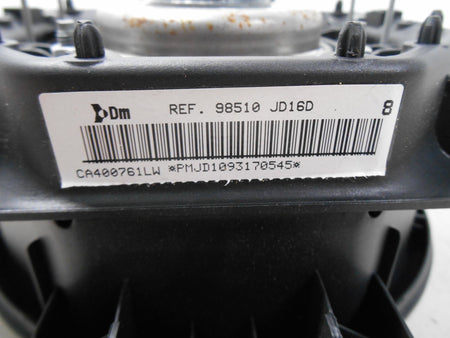 Dm REF. 98510 JD16D 8
CA400761LW *PMJD1093170545*